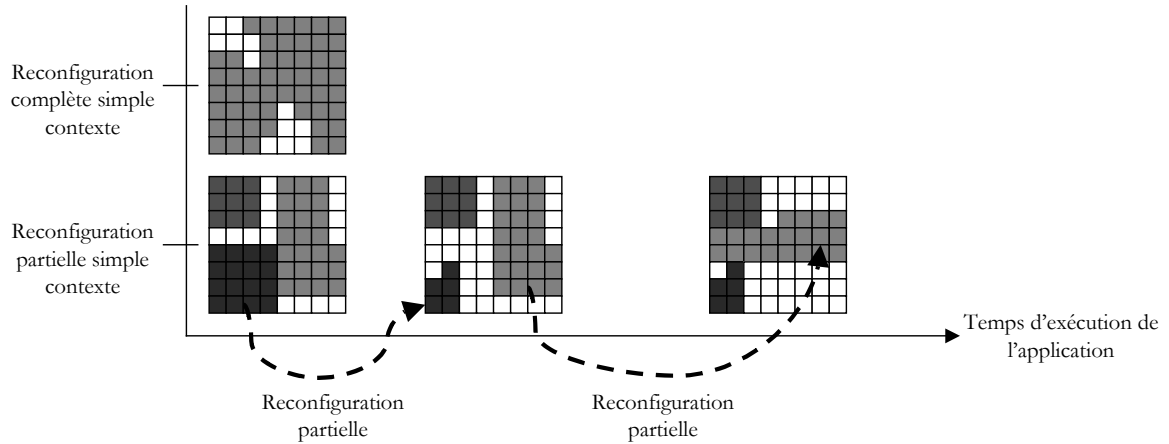 Reconfiguration
complète simple
contexte
Reconfiguration
partielle simple
contexte
Temps d'exécution de
l'application
Reconfiguration
partielle
Reconfiguration
partielle